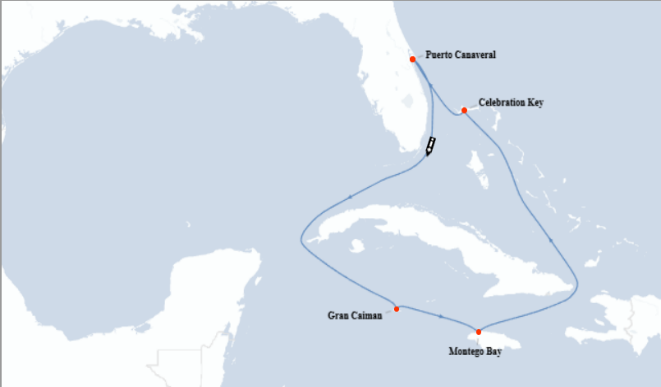 Puerto Canaveral
Celebration Key
Gran Caiman
Montego Bay